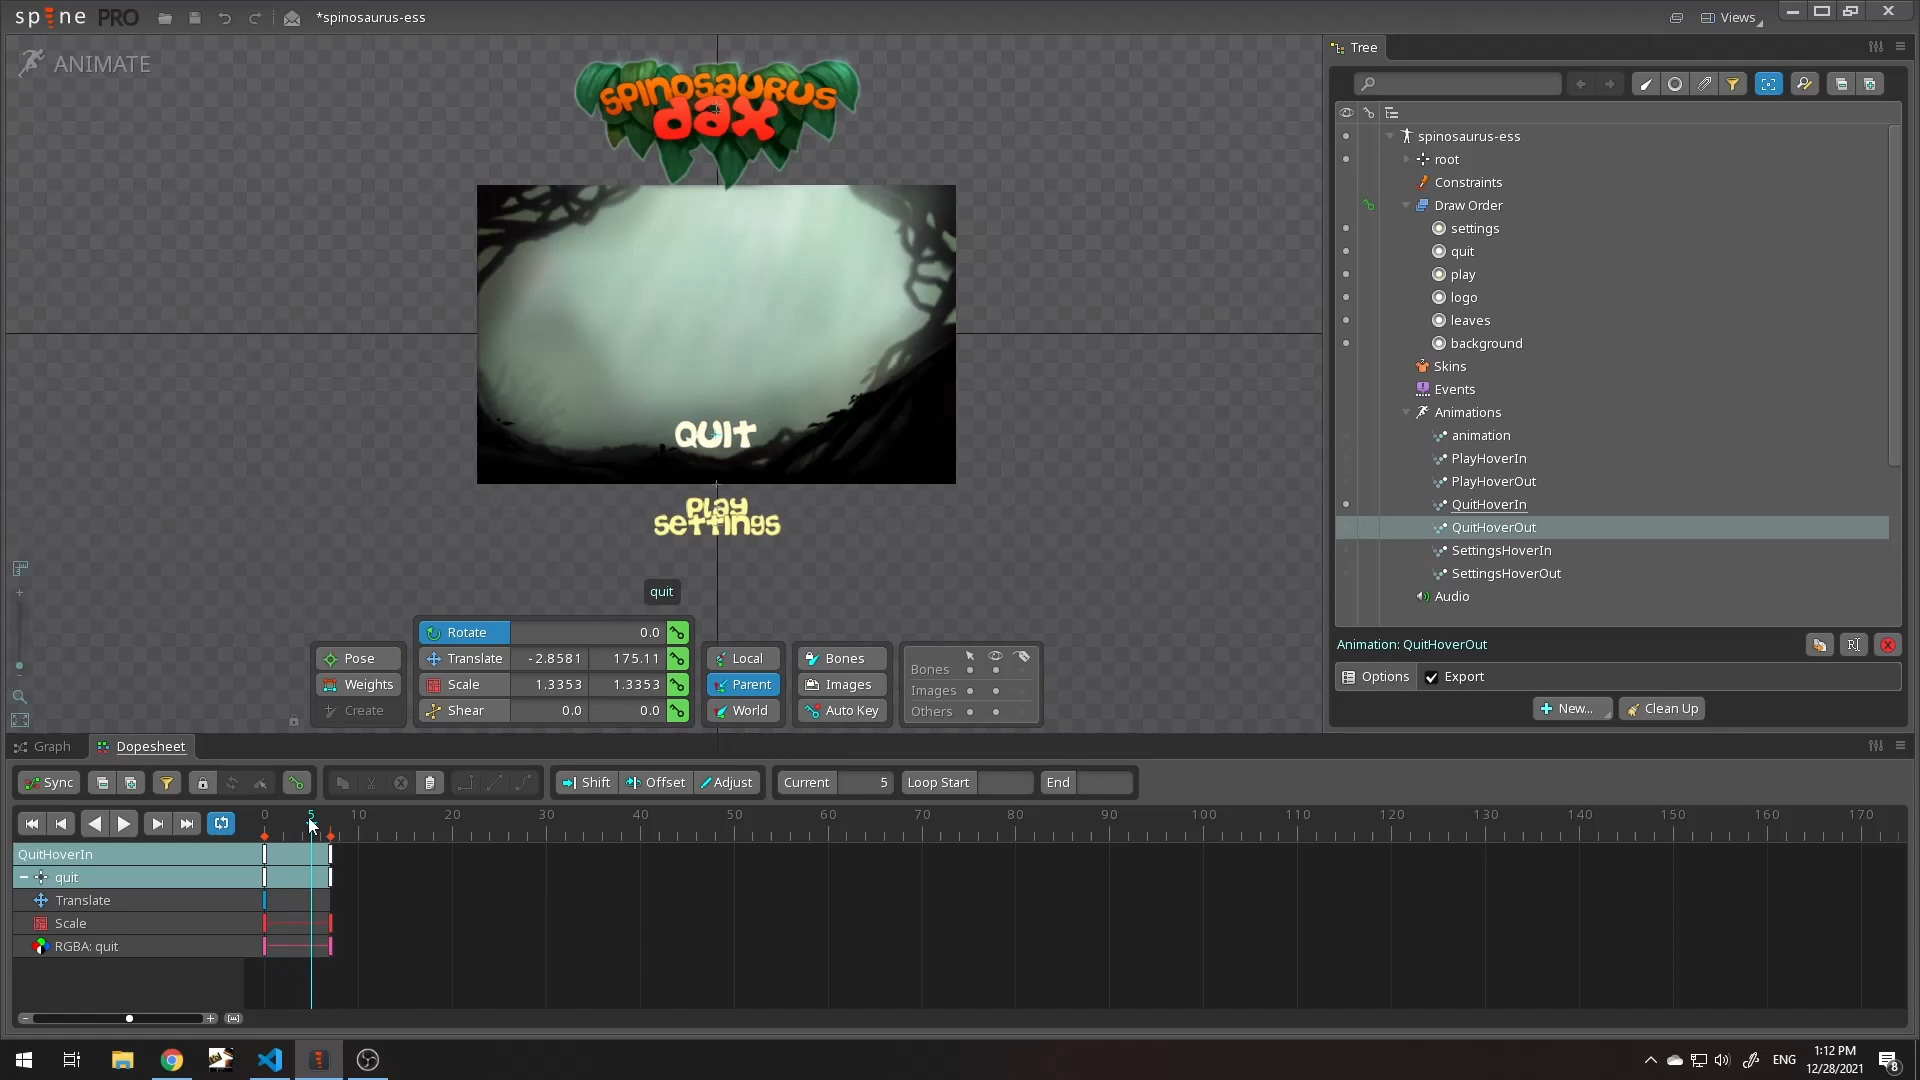 spine PRO
*spinosaurus-ess
Views
ANIMATE
SPINOSAURUS
dax
QUIT
play
settings
quit
Rotate 0.0
Pose
Translate -2.8581 175.11
Local
Bones
Bones
Weights
Scale 1.3353 1.3353
Parent
Images
Images
Create
Shear 0.0 0.0
World
Auto Key
Others
Tree
spinosaurus-ess
root
Constraints
Draw Order
settings
quit
play
logo
leaves
background
Skins
Events
Animations
animation
PlayHoverIn
PlayHoverOut
QuitHoverIn
QuitHoverOut
SettingsHoverIn
SettingsHoverOut
Audio
Animation: QuitHoverOut
Options Export
New... Clean Up
Graph Dopesheet
Sync Shift Offset Adjust Current 5 Loop Start End
0 5 10 20 30 40 50 60 70 80 90 100 110 120 130 140 150 160 170
QuitHoverIn
quit
Translate
Scale
RGBA: quit
ENG
1:12 PM
12/28/2021
8